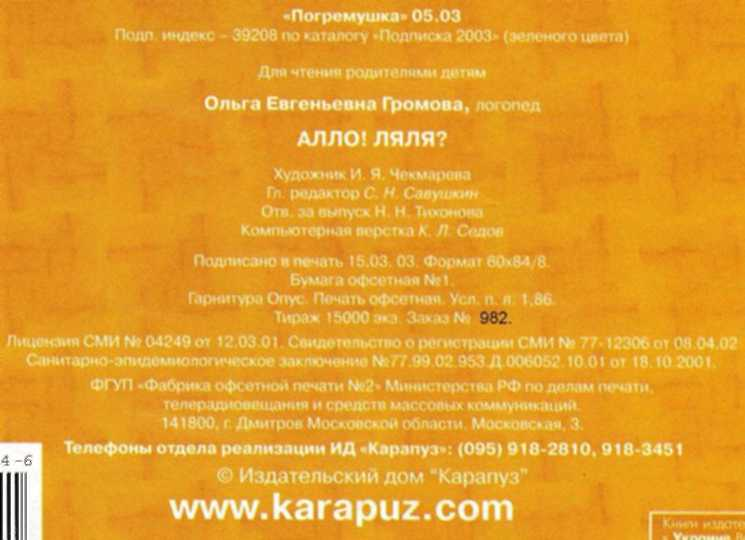 «Погремушка» 05.03
Подп. индекс – 39208 по каталогу «Подписка 2003» (зеленого цвета)
Для чтения родителями детям
Ольга Евгеньевна Громова, логопед
АЛЛО! ЛЯЛЯ?
Художник И. Я. Чекмарева
Гл. редактор С. Н. Савушкин
Отв. за выпуск Н. Н. Тихонова
Компьютерная верстка К. Л. Седов
Подписано в печать 15.03. 03. Формат 60х84/8.
Бумага офсетная №1.
Гарнитура Опус. Печать офсетная. Усл. п. л. 1,86.
Тираж 15000 экз. Заказ № 982.
Лицензия СМИ № 04249 от 12.03.01. Свидетельство о регистрации СМИ № 77-12306 от 08.04.02
Санитарно-эпидемиологическое заключение №77.99.02.953.Д.006052.10.01 от 18.10.2001.
ФГУП «Фабрика офсетной печати №2» Министерства РФ по делам печати,
телерадиовещания и средств массовых коммуникаций.
141800, г. Дмитров Московской области. Московская, 3.
Телефоны отдела реализации ИД «Карапуз»: (095) 918-2810, 918-3451
4-6
© Издательский дом "Карапуз"
www.karapuz.com
Книги
Украине